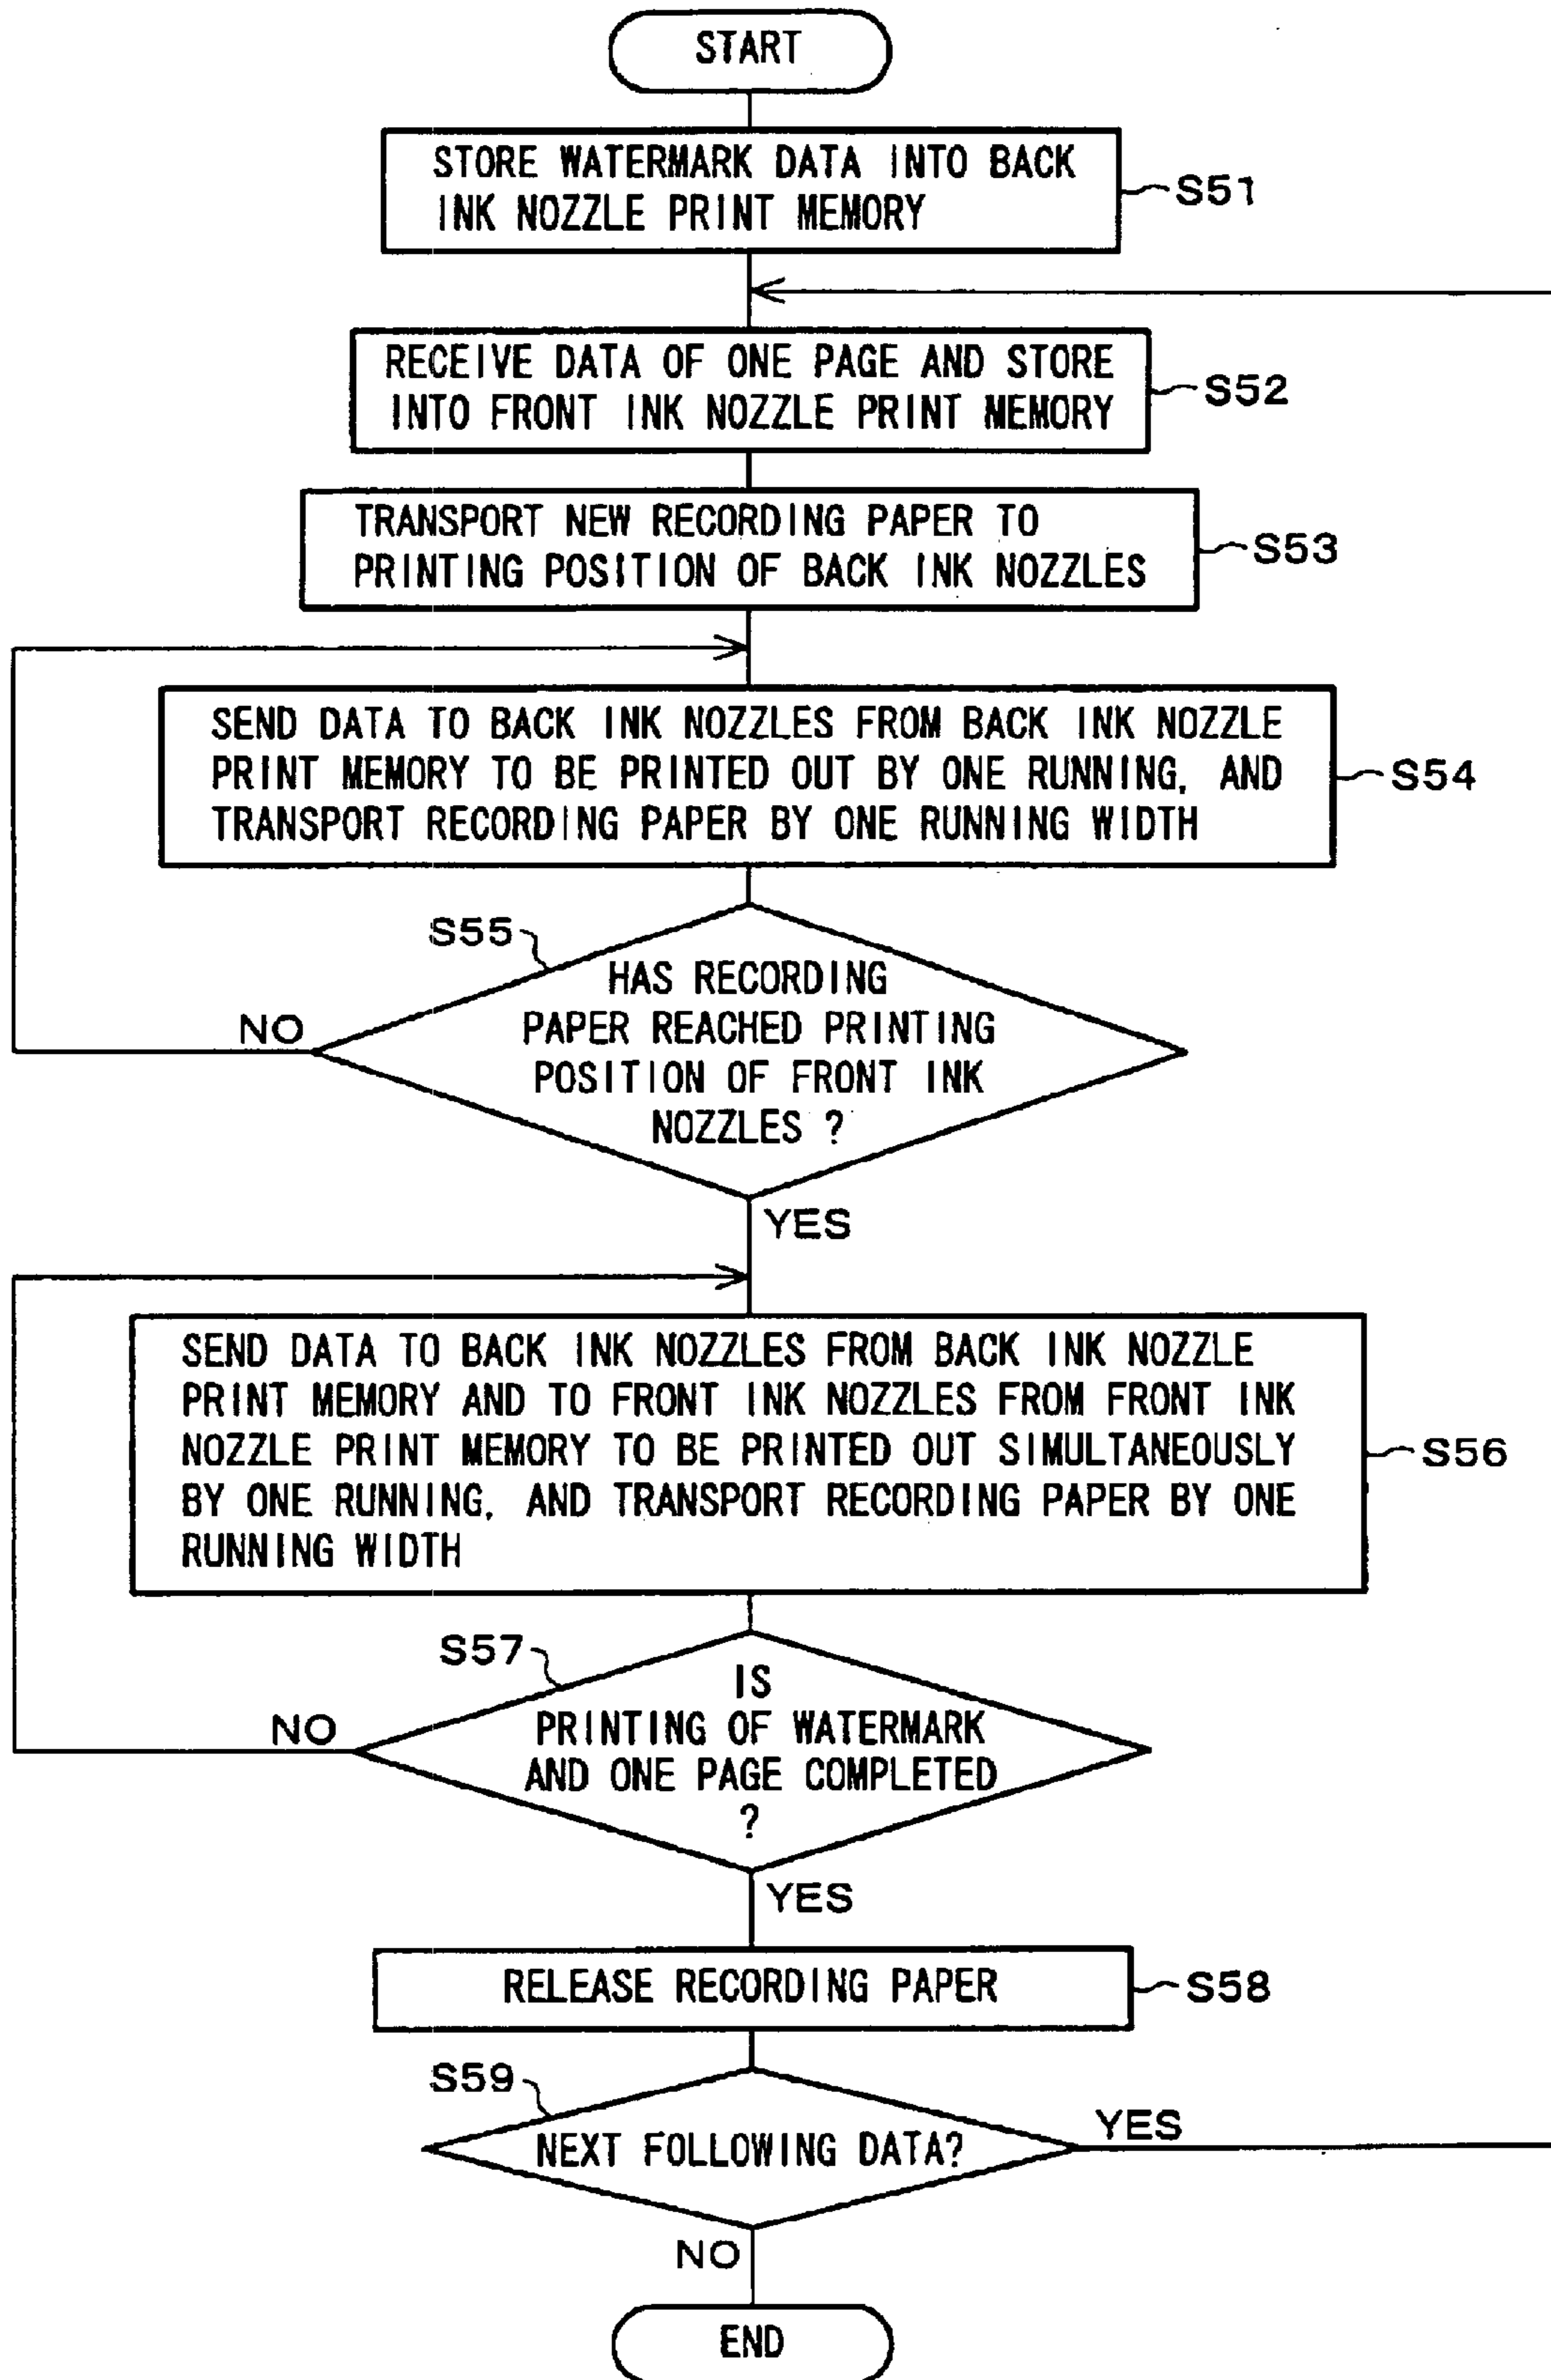 START
STORE WATERMARK DATA INTO BACK
INK NOZZLE PRINT MEMORY
S51
RECEIVE DATA OF ONE PAGE AND STORE
INTO FRONT INK NOZZLE PRINT MEMORY
S52
TRANSPORT NEW RECORDING PAPER TO
PRINTING POSITION OF BACK INK NOZZLES
S53
SEND DATA TO BACK INK NOZZLES FROM BACK INK NOZZLE
PRINT MEMORY TO BE PRINTED OUT BY ONE RUNNING, AND
TRANSPORT RECORDING PAPER BY ONE RUNNING WIDTH
S54
S55
HAS RECORDING
PAPER REACHED PRINTING
POSITION OF FRONT INK
NOZZLES ?
NO
YES
SEND DATA TO BACK INK NOZZLES FROM BACK INK NOZZLE
PRINT MEMORY AND TO FRONT INK NOZZLES FROM FRONT INK
NOZZLE PRINT MEMORY TO BE PRINTED OUT SIMULTANEOUSLY
BY ONE RUNNING, AND TRANSPORT RECORDING PAPER BY ONE
RUNNING WIDTH
S56
S57
IS
PRINTING OF WATERMARK
AND ONE PAGE COMPLETED
?
NO
YES
RELEASE RECORDING PAPER
S58
S59
NEXT FOLLOWING DATA?
YES
NO
END